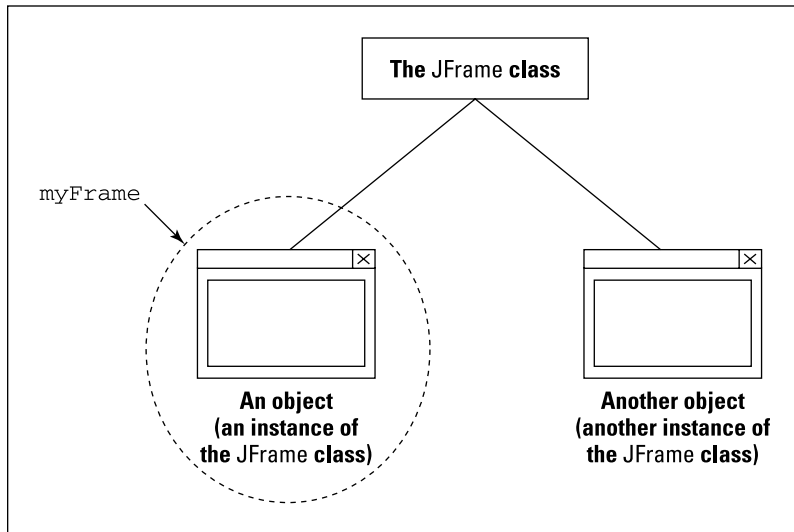 The JFrame class
myFrame
An object
(an instance of
the JFrame class)
Another object
(another instance of
the JFrame class)